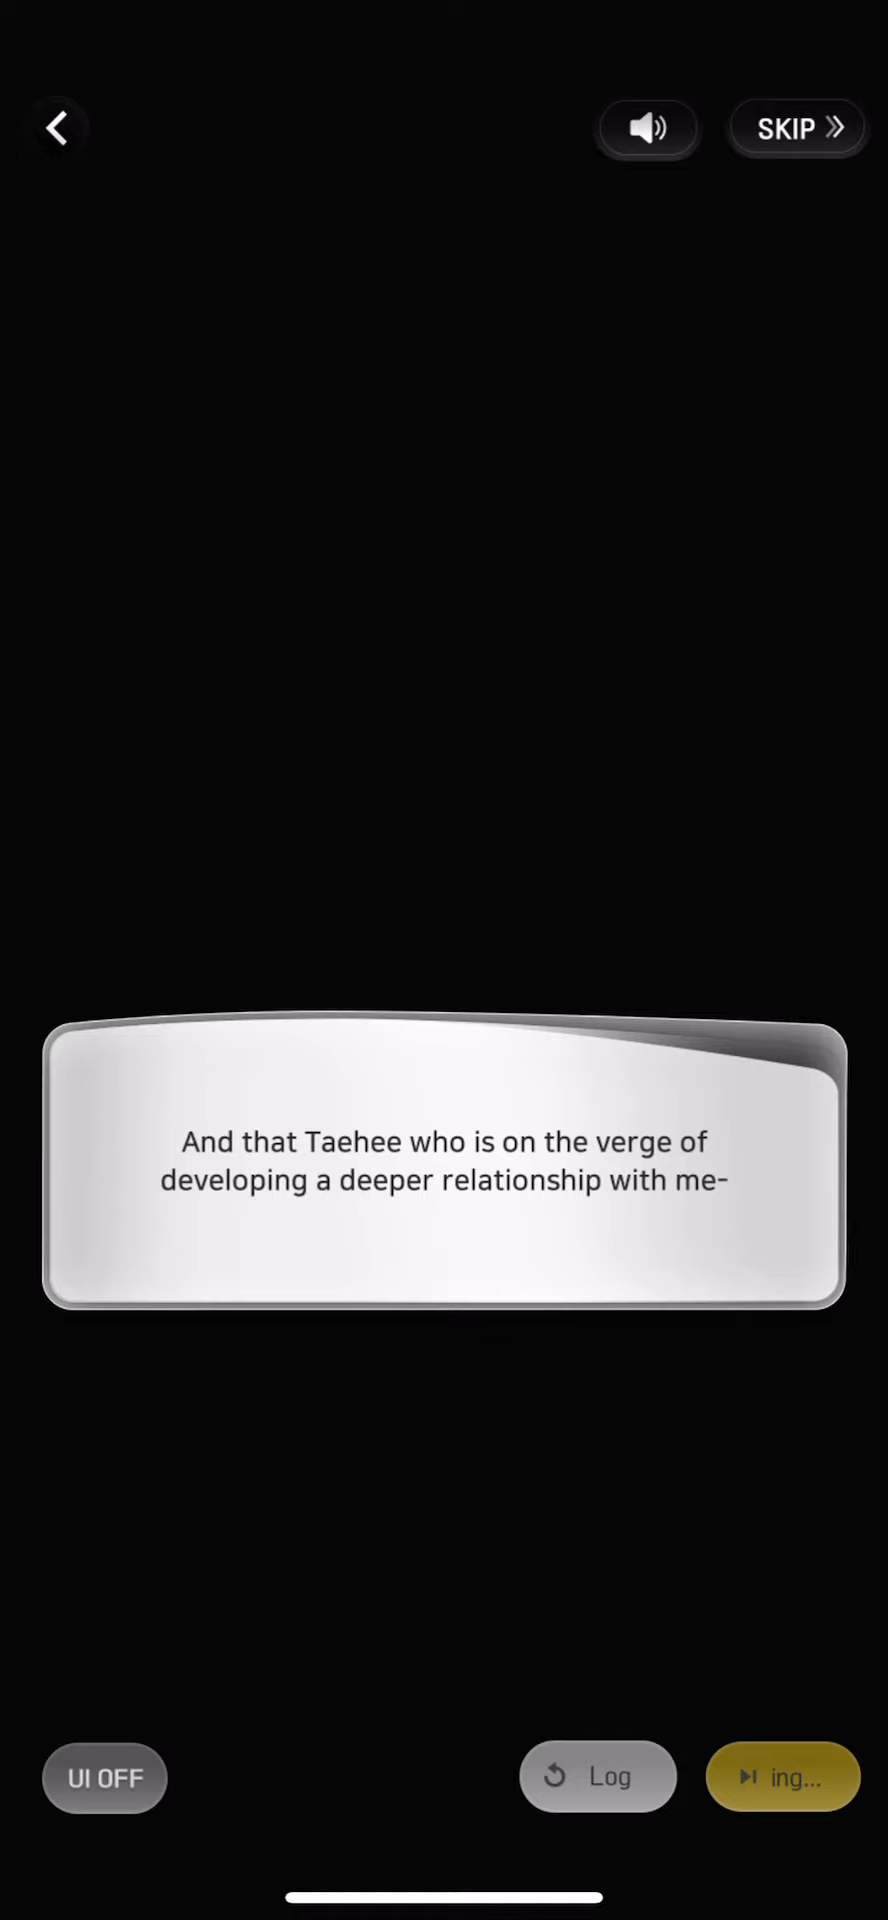 SKIP
And that Taehee who is on the verge of
developing a deeper relationship with me-
UI OFF
Log
ing...